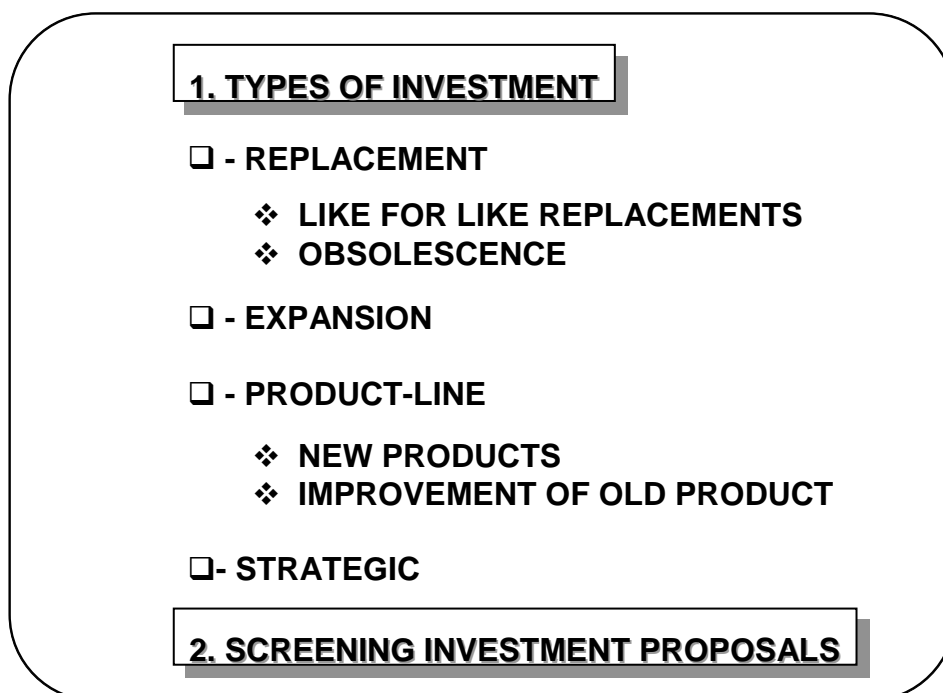 1. TYPES OF INVESTMENT
❑ - REPLACEMENT
❖ LIKE FOR LIKE REPLACEMENTS
❖ OBSOLESCENCE
❑ - EXPANSION
❑ - PRODUCT-LINE
❖ NEW PRODUCTS
❖ IMPROVEMENT OF OLD PRODUCT
❑- STRATEGIC
2. SCREENING INVESTMENT PROPOSALS